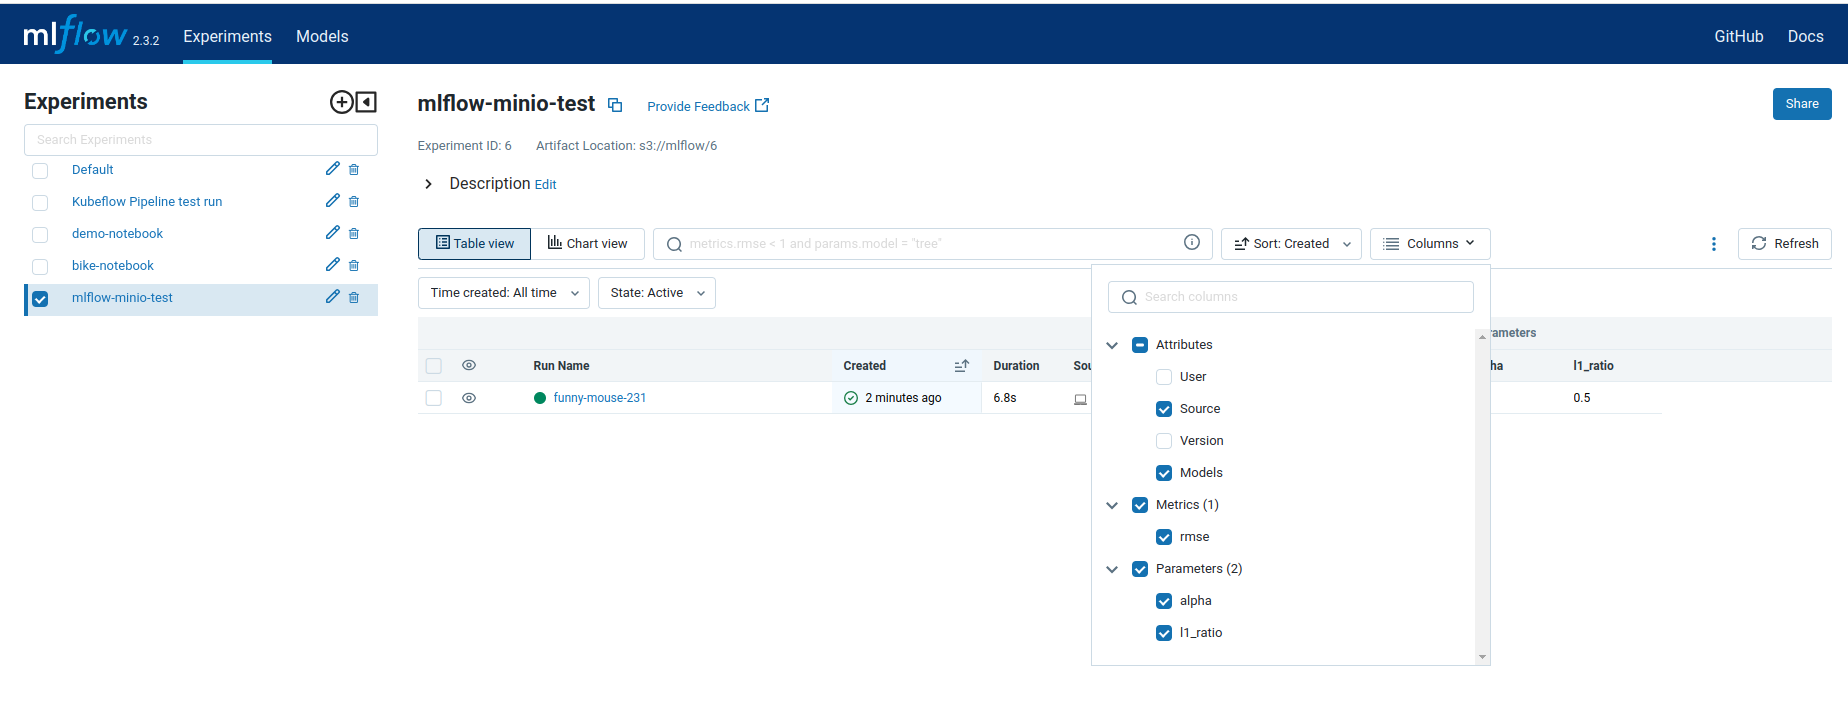 mlflow 2.3.2 Experiments Models GitHub Docs
Experiments
Search Experiments
Default
Kubeflow Pipeline test run
demo-notebook
bike-notebook
mlflow-minio-test
mlflow-minio-test Provide Feedback Share
Experiment ID: 6 Artifact Location: s3://mlflow/6
Description Edit
Table view Chart view metrics.rmse < 1 and params.model = "tree" Sort: Created Columns Refresh
Time created: All time State: Active
Search columns
Attributes
User
Source
Version
Models
Metrics (1)
rmse
Parameters (2)
alpha
l1_ratio
rameters
Run Name Created Duration Sou ha l1_ratio
funny-mouse-231 2 minutes ago 6.8s 0.5